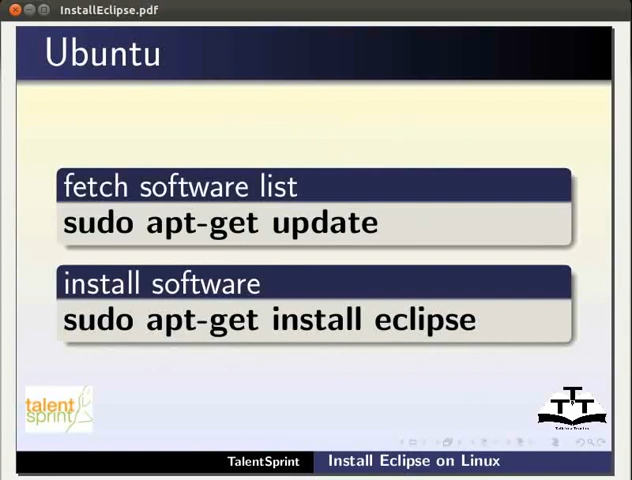 InstallEclipse.pdf
Ubuntu
fetch software list
sudo apt-get update
install software
sudo apt-get install eclipse
talent
sprint
TalentSprint
Install Eclipse on Linux